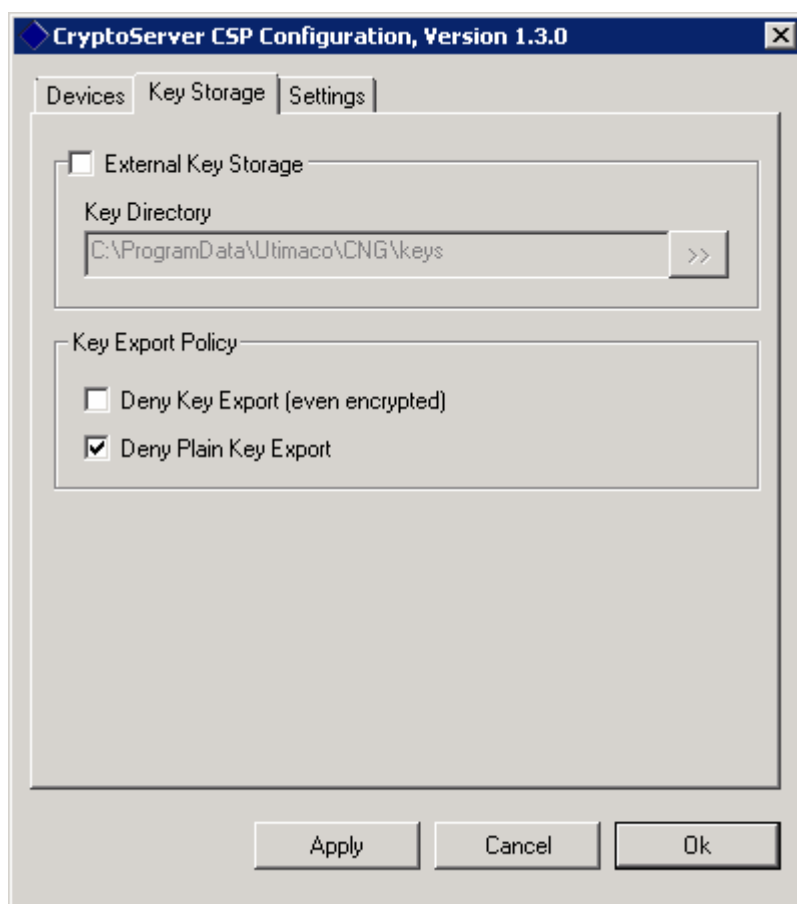 CryptoServer CSP Configuration, Version 1.3.0
Devices Key Storage Settings
External Key Storage
Key Directory
C:\ProgramData\Utimaco\CNG\keys >>
Key Export Policy
Deny Key Export (even encrypted)
Deny Plain Key Export
Apply Cancel Ok